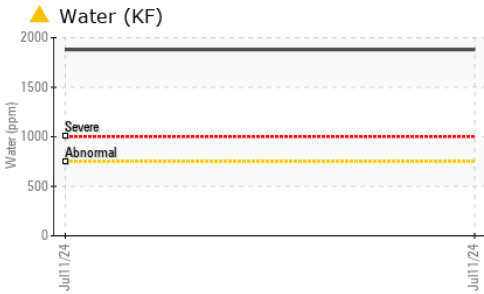 Water (KF)
2000
1500
Severe
1000
Abnormal
500
0
Water (ppm)
Jul11/24
Jul11/24